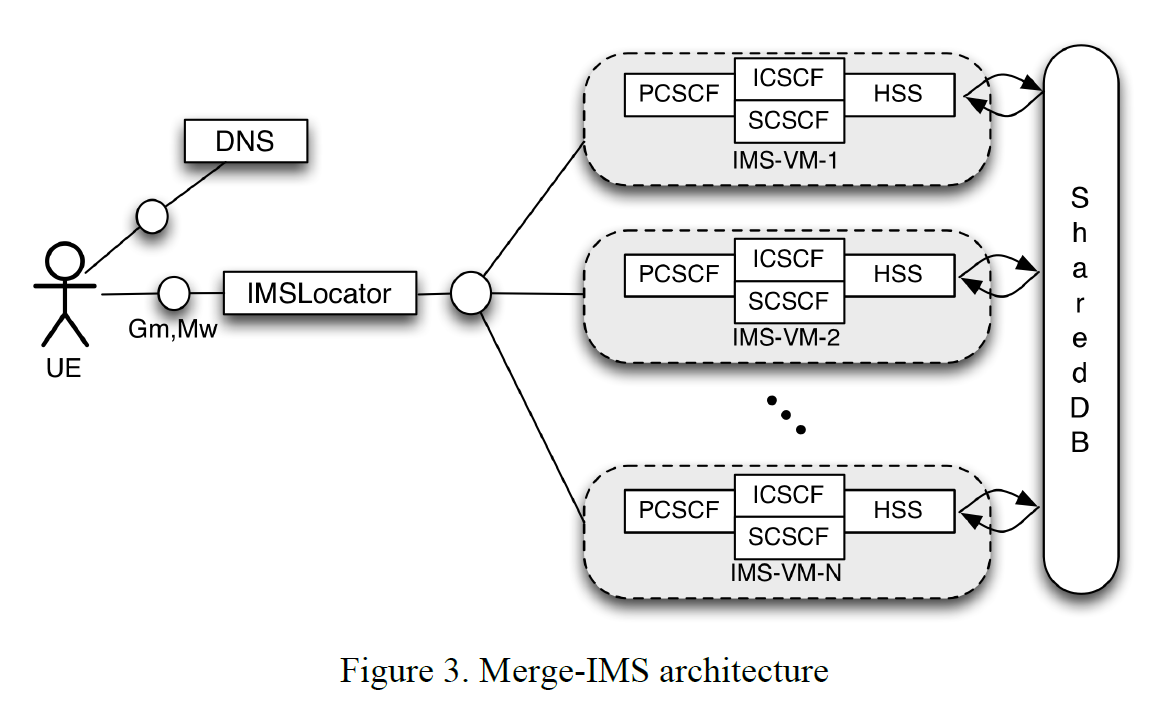 DNS
UE
Gm,Mw
IMSLocator
PCSCF
ICSCF
SCSCF
HSS
IMS-VM-1
PCSCF
ICSCF
SCSCF
HSS
IMS-VM-2
PCSCF
ICSCF
SCSCF
HSS
IMS-VM-N
S
h
a
r
e
d
D
B
Figure 3. Merge-IMS architecture